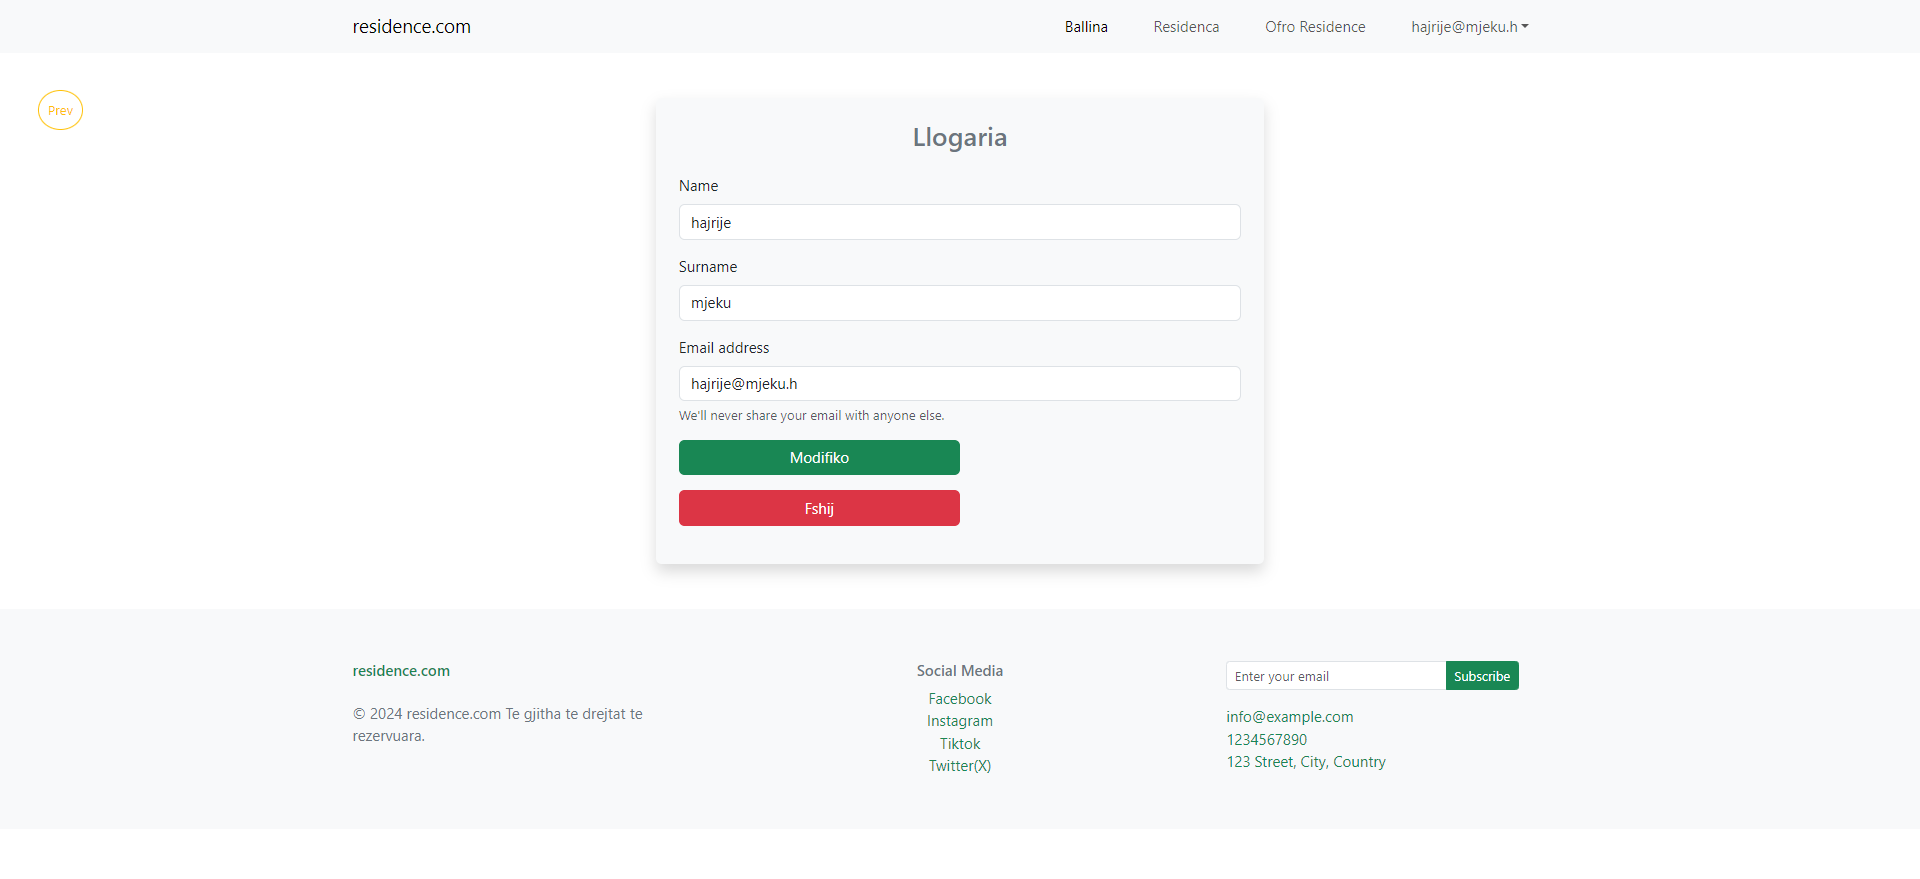 residence.com
Ballina
Residenca
Ofro Residence
hajrije@mjeku.h
Prev
Llogaria
Name
hajrije
Surname
mjeku
Email address
hajrije@mjeku.h
We'll never share your email with anyone else.
Modifiko
Fshij
residence.com
© 2024 residence.com Te gjitha te drejtat te
rezervuara.
Social Media
Facebook
Instagram
Tiktok
Twitter(X)
Enter your email
Subscribe
info@example.com
1234567890
123 Street, City, Country